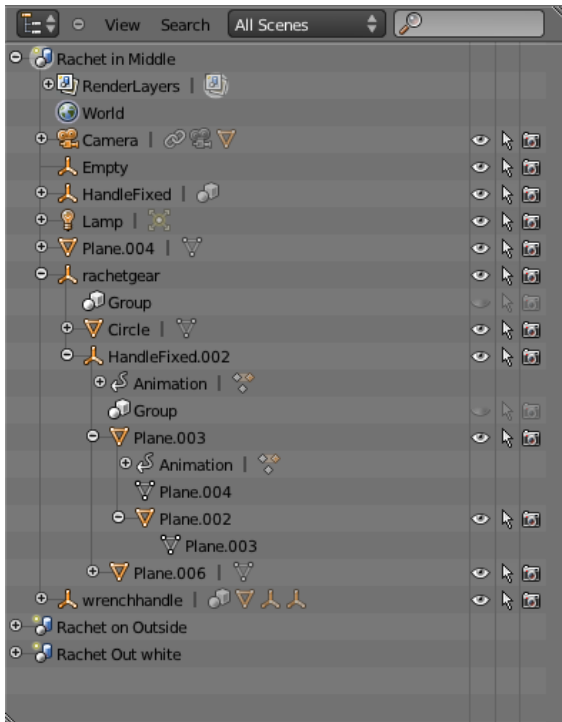 View Search All Scenes
Rachet in Middle
RenderLayers |
World
Camera |
Empty
HandleFixed |
Lamp |
Plane.004 |
rachetgear
Group
Circle |
HandleFixed.002
Animation |
Group
Plane.003
Animation |
Plane.004
Plane.002
Plane.003
Plane.006 |
wrenchhandle |
Rachet on Outside
Rachet Out white